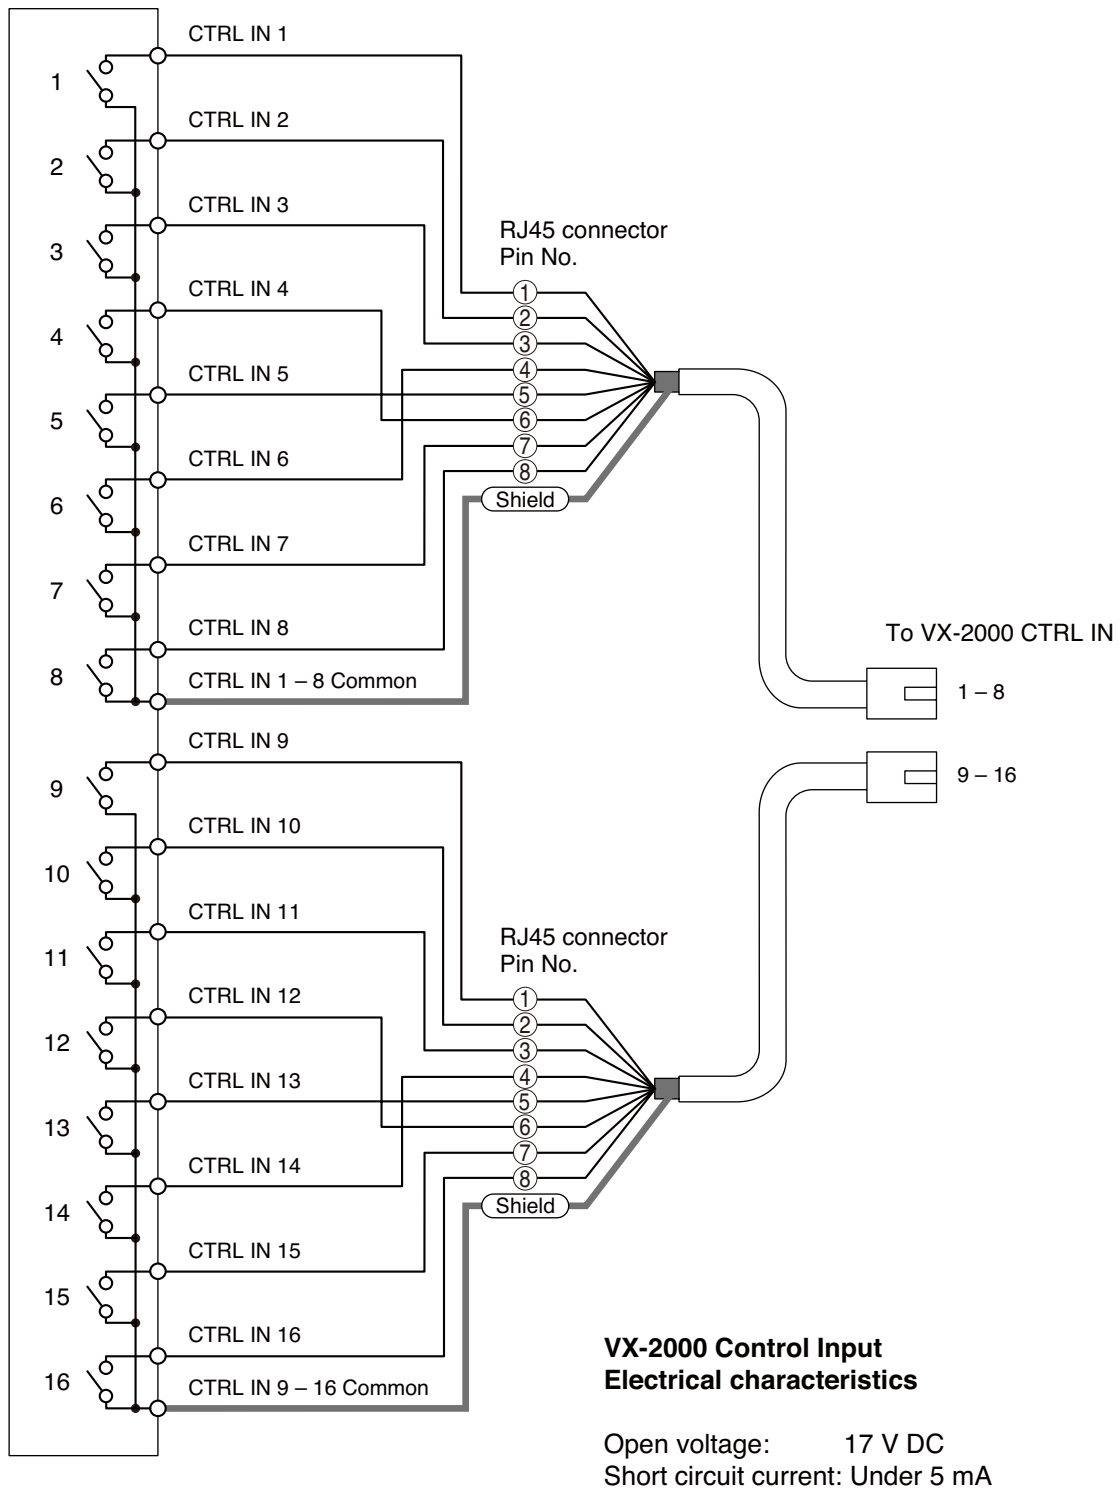 CTRL IN 1
1
CTRL IN 2
2
CTRL IN 3
3
RJ45 connector
Pin No.
CTRL IN 4
4
CTRL IN 5
5
CTRL IN 6
6
CTRL IN 7
7
CTRL IN 8
8
CTRL IN 1 – 8 Common
1
2
3
4
5
6
7
8
Shield
To VX-2000 CTRL IN
1 – 8
9 – 16
CTRL IN 9
9
CTRL IN 10
10
CTRL IN 11
11
RJ45 connector
Pin No.
CTRL IN 12
12
CTRL IN 13
13
CTRL IN 14
14
CTRL IN 15
15
CTRL IN 16
16
CTRL IN 9 – 16 Common
1
2
3
4
5
6
7
8
Shield
VX-2000 Control Input
Electrical characteristics
Open voltage: 17 V DC
Short circuit current: Under 5 mA